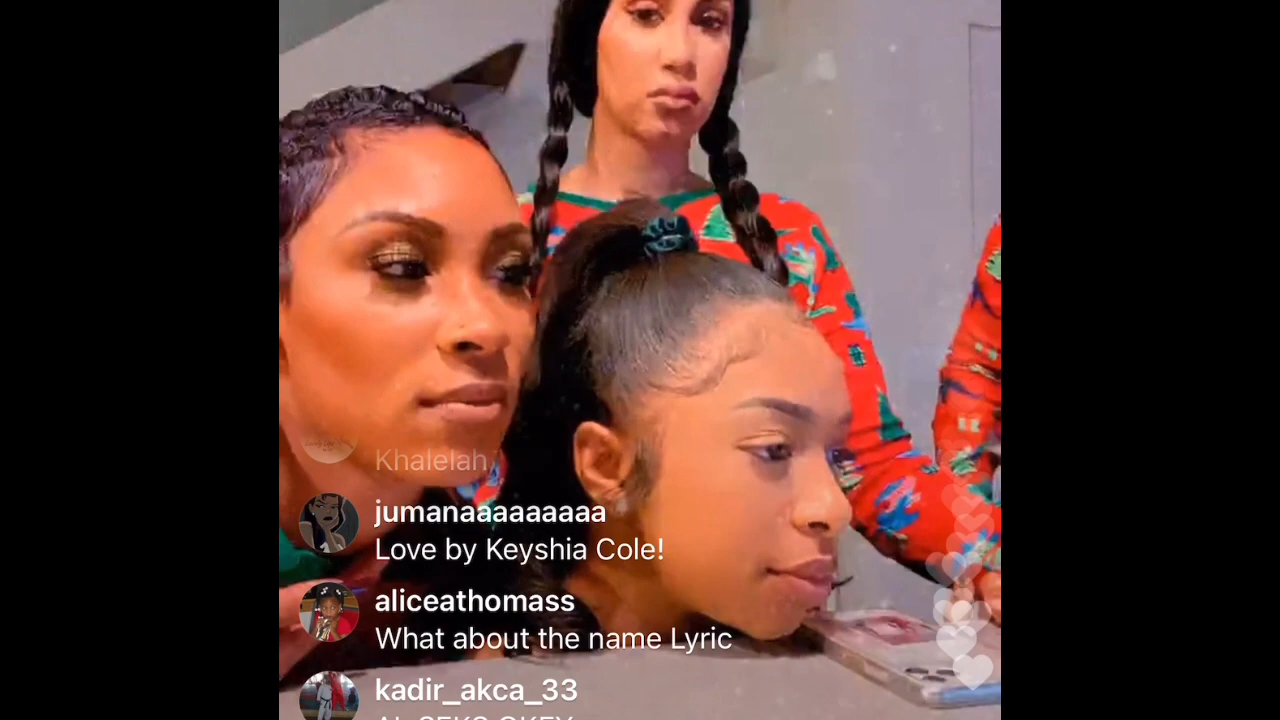 Khalelah
jumanaaaaaaaaa
Love by Keyshia Cole!
aliceathomass
What about the name Lyric
kadir_akca_33